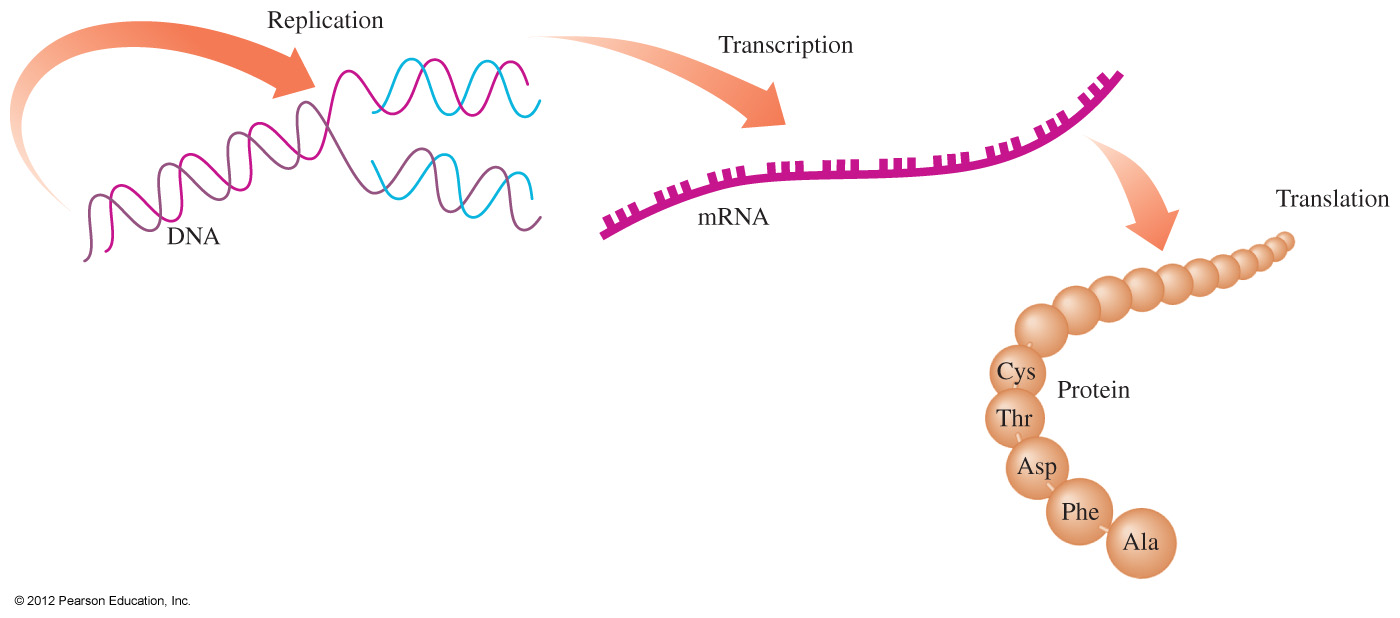 Replication
Transcription
DNA
mRNA
Translation
Cys
Protein
Thr
Asp
Phe
Ala
© 2012 Pearson Education, Inc.